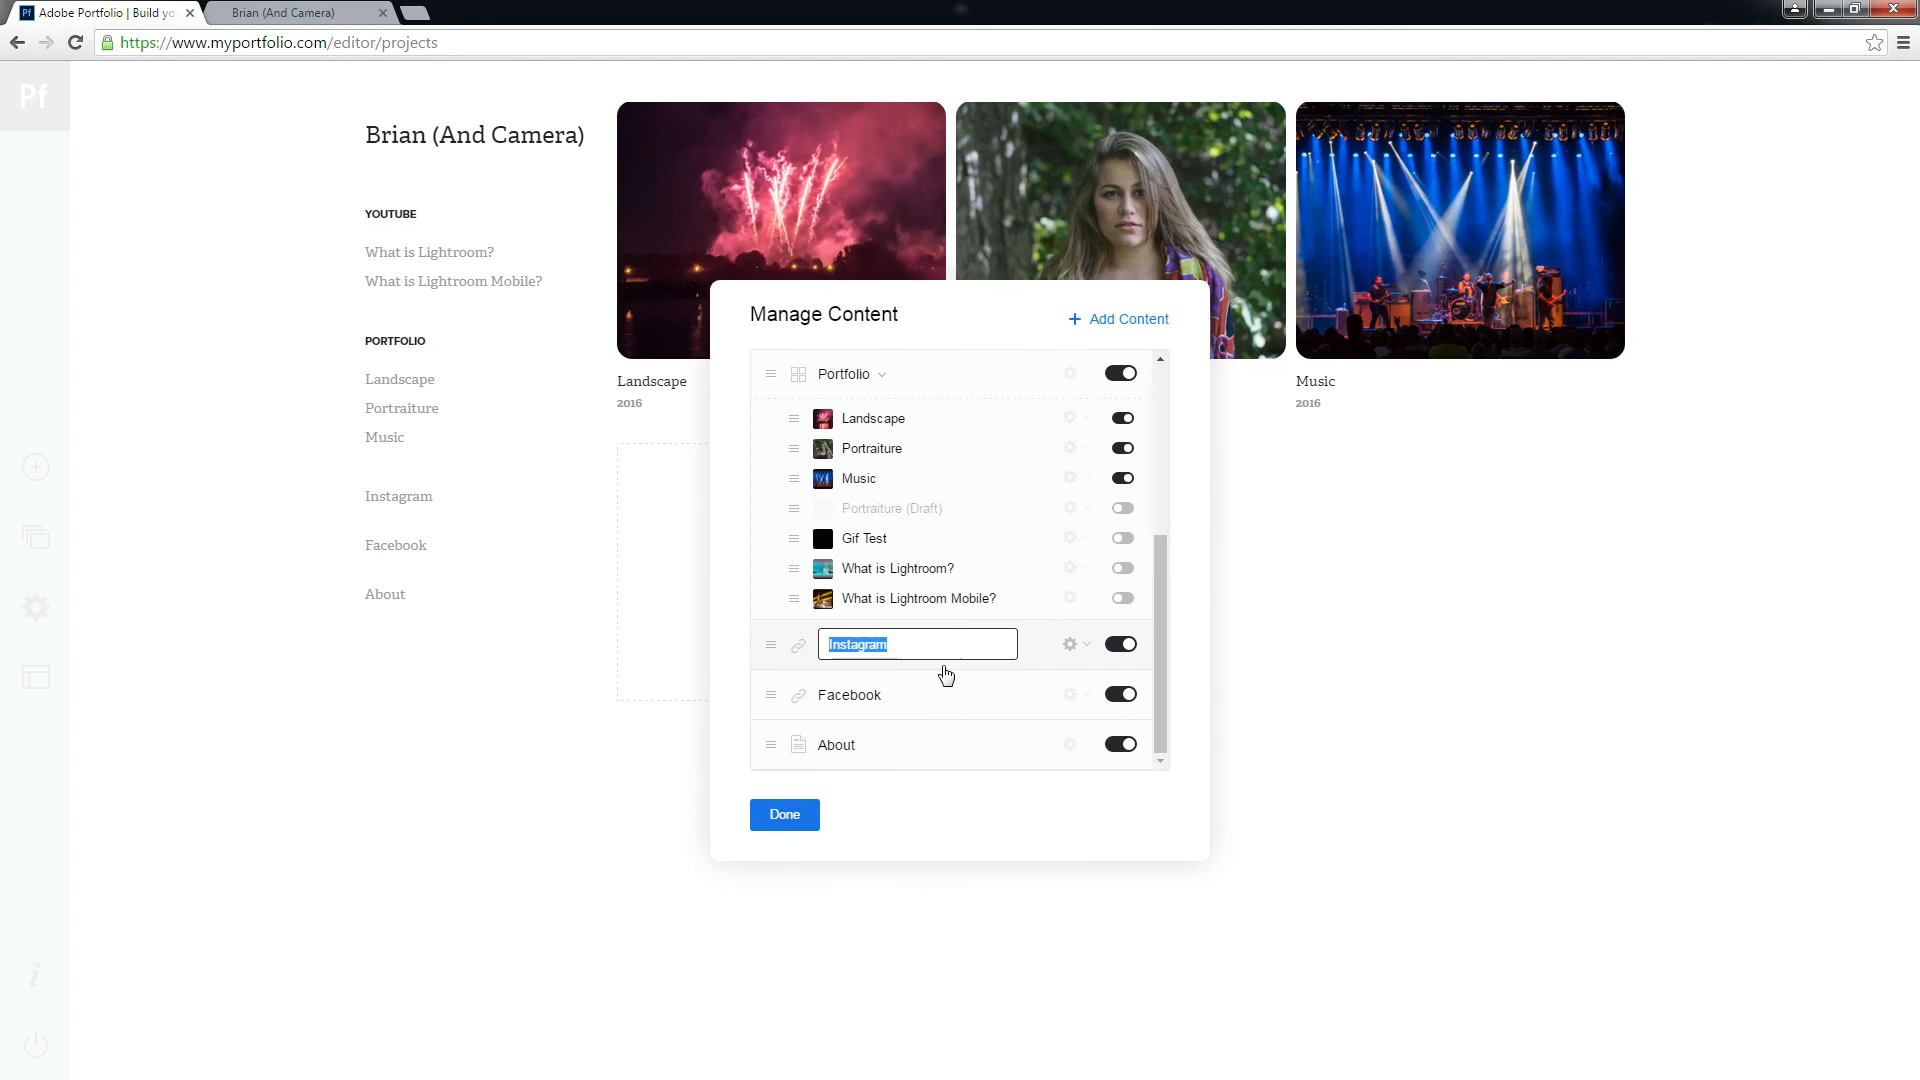 Pf Adobe Portfolio | Build yo
Brian (And Camera)
https://www.myportfolio.com/editor/projects
Pf
Brian (And Camera)
YOUTUBE
What is Lightroom?
What is Lightroom Mobile?
PORTFOLIO
Landscape
Portraiture
Music
Instagram
Facebook
About
Landscape
2016
Music
2016
Manage Content
+ Add Content
Portfolio
Landscape
Portraiture
Music
Portraiture (Draft)
Gif Test
What is Lightroom?
What is Lightroom Mobile?
Instagram
Facebook
About
Done